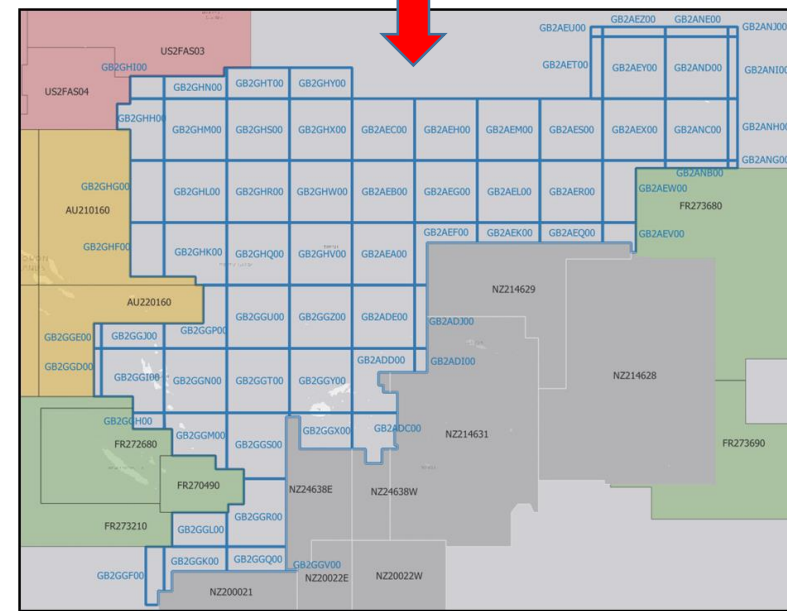 GB2AEZ00 GB2ANE00
GB2AEU00 GB2ANJ00
US2FAS03
GB2GHI00 GB2AET00 GB2AEY00 GB2AND00 GB2ANI00
US2FAS04 GB2GHN00 GB2GHT00 GB2GHY00
GB2GHH00 GB2GHM00 GB2GHS00 GB2GHX00 GB2AEC00 GB2AEH00 GB2AEM00 GB2AES00 GB2AEX00 GB2ANC00 GB2ANH00
GB2ANG00
GB2ANB00
GB2GHG00 GB2GHL00 GB2GHR00 GB2GHW00 GB2AEB00 GB2AEG00 GB2AEL00 GB2AER00 GB2AEW00
AU210160 FR273680
GB2AEF00 GB2AEK00 GB2AEQ00 GB2AEV00
GB2GHF00 GB2GHK00 GB2GHQ00 GB2GHV00 GB2AEA00
NZ214629
AU220160
GB2GGU00 GB2GGZ00 GB2ADE00 GB2ADJ00
GB2GGE00 GB2GGJ00 GB2GGP00
GB2GGD00 GB2ADD00 GB2ADI00
GB2GGI00 GB2GGN00 GB2GGT00 GB2GGY00 NZ214628
GB2GGH00 GB2GGM00 GB2GGX00 GB2ADC00 NZ214631
FR272680 GB2GGS00 FR273690
FR270490 NZ24638E NZ24638W
FR273210 GB2GGL00 GB2GGR00
GB2GGK00 GB2GGQ00 GB2GGV00
GB2GGF00 NZ20022E NZ20022W
NZ200021